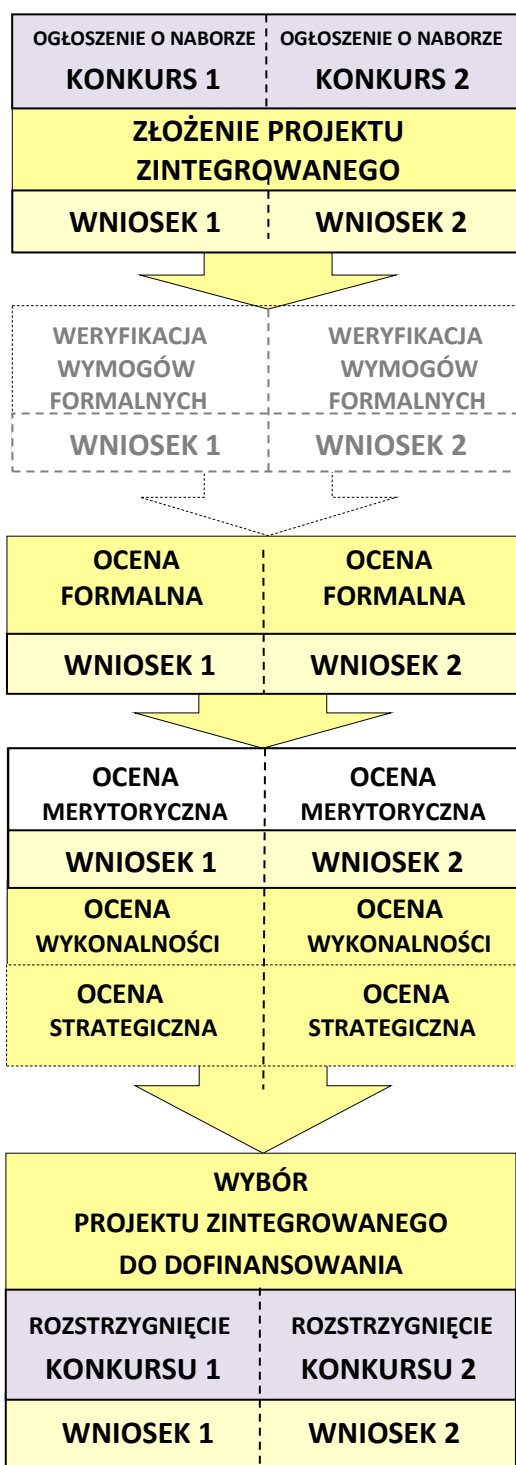 OGŁOSZENIE O NABORZE OGŁOSZENIE O NABORZE
KONKURS 1 KONKURS 2
ZŁOŻENIE PROJEKTU
ZINTEGROWANEGO
WNIOSEK 1 WNIOSEK 2
WERYFIKACJA WERYFIKACJA
WYMOGÓW WYMOGÓW
FORMALNYCH FORMALNYCH
WNIOSEK 1 WNIOSEK 2
OCENA OCENA
FORMALNA FORMALNA
WNIOSEK 1 WNIOSEK 2
OCENA OCENA
MERYTORYCZNA MERYTORYCZNA
WNIOSEK 1 WNIOSEK 2
OCENA OCENA
WYKONALNOŚCI WYKONALNOŚCI
OCENA OCENA
STRATEGICZNA STRATEGICZNA
WYBÓR
PROJEKTU ZINTEGROWANEGO
DO DOFINANSOWANIA
ROZSTRZYGNIĘCIE ROZSTRZYGNIĘCIE
KONKURSU 1 KONKURSU 2
WNIOSEK 1 WNIOSEK 2